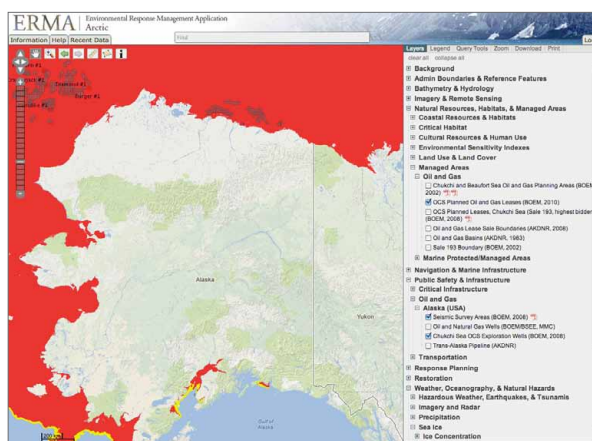 ERMA
Environmental Response Management Application
Arctic
Information
Help
Recent Data
Find
Layers Legend Query Tools Zoom Download Print
clear all collapse all
Background
Admin Boundaries & Reference Features
Bathymetry & Hydrology
Imagery & Remote Sensing
Natural Resources, Habitats, & Managed Areas
Coastal Resources & Habitats
Critical Habitat
Cultural Resources & Human Use
Environmental Sensitivity Indexes
Land Use & Land Cover
Managed Areas
Oil and Gas
Chukchi and Beaufort Sea Oil and Gas Planning Areas (BOEM,
2002)
OCS Planned Oil and Gas Leases (BOEM, 2010)
OCS Planned Leases, Chukchi Sea (Sale 193, highest bidder)
(BOEM, 2008)
Oil and Gas Lease Sale Boundaries (AKDNR, 2008)
Oil and Gas Basins (AKDNR, 1983)
Sale 193 Boundary (BOEM, 2002)
Marine Protected/Managed Areas
Navigation & Marine Infrastructure
Public Safety & Infrastructure
Critical Infrastructure
Oil and Gas
Alaska (USA)
Seismic Survey Areas (BOEM, 2008)
Oil and Natural Gas Wells (BOEM/BSEE, MMC)
Chukchi Sea OCS Exploration Wells (BOEM, 2008)
Trans-Alaska Pipeline (AKDNR)
Transportation
Response Planning
Restoration
Weather, Oceanography, & Natural Hazards
Hazardous Weather, Earthquakes, & Tsunamis
Imagery and Radar
Precipitation
Sea Ice
Ice Concentration
Burger #1
Alaska
Yukon
Gulf of
Alaska